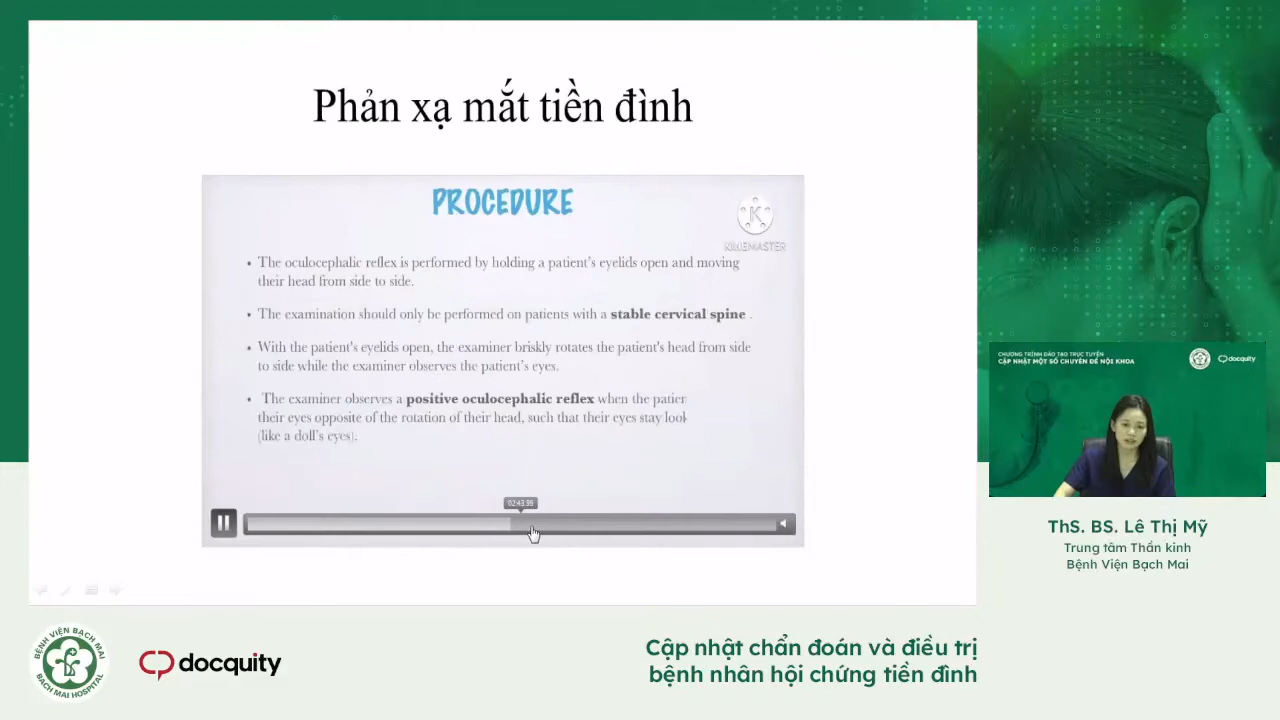 Phản xạ mắt tiền đình
PROCEDURE
K
KINEMASTER
• The oculocephalic reflex is performed by holding a patient's eyelids open and moving
their head from side to side.
• The examination should only be performed on patients with a stable cervical spine .
• With the patient's eyelids open, the examiner briskly rotates the patient's head from side
to side while the examiner observes the patient's eyes.
• The examiner observes a positive oculocephalic reflex when the patien
their eyes opposite of the rotation of their head, such that their eyes stay look
(like a doll's eyes).
02:43.99
CHƯƠNG TRÌNH ĐÀO TẠO TRỰC TUYẾN
CẬP NHẬT MỘT SỐ CHUYÊN ĐỀ NỘI KHOA
docquity
ThS. BS. Lê Thị Mỹ
Trung tâm Thần kinh
Bệnh Viện Bạch Mai
BỆNH VIỆN BẠCH MAI
BACH MAI HOSPITAL
docquity
Cập nhật chẩn đoán và điều trị
bệnh nhân hội chứng tiền đình